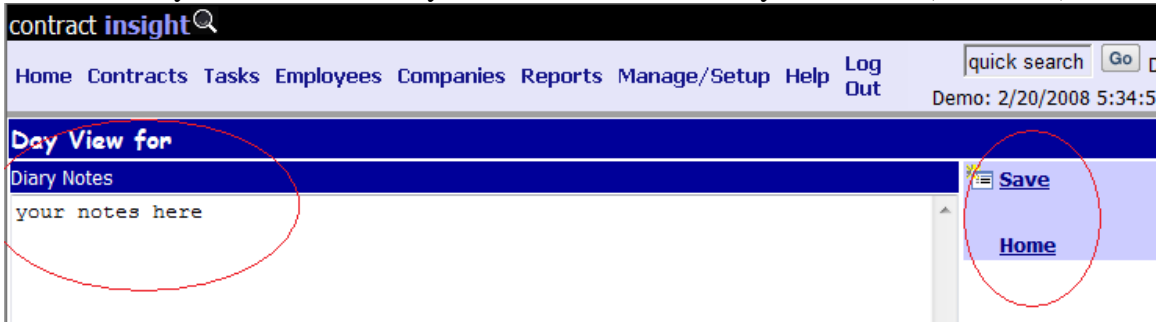 contract insight
Home Contracts Tasks Employees Companies Reports Manage/Setup Help Log Out
quick search Go
Demo: 2/20/2008 5:34:5
Day View for
Diary Notes
Save
your notes here
Home